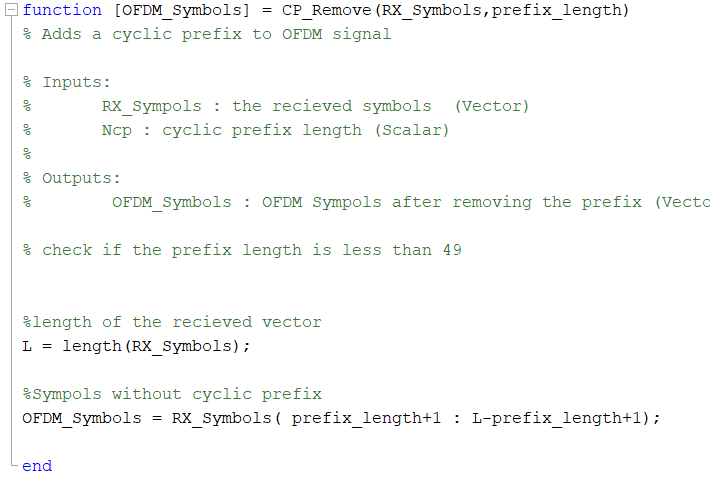 function [OFDM_Symbols] = CP_Remove(RX_Symbols,prefix_length)
% Adds a cyclic prefix to OFDM signal
% Inputs:
%       RX_Sympols : the recieved symbols  (Vector)
%       Ncp : cyclic prefix length (Scalar)
%
% Outputs:
%        OFDM_Symbols : OFDM Sympols after removing the prefix (Vecto
% check if the prefix length is less than 49
%length of the recieved vector
L = length(RX_Symbols);
%Sympols without cyclic prefix
OFDM_Symbols = RX_Symbols( prefix_length+1 : L-prefix_length+1);
end